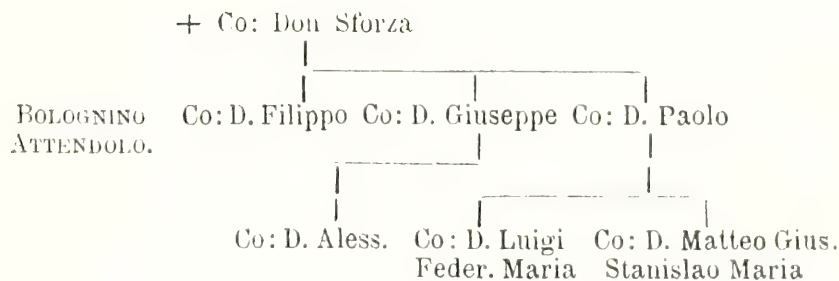 + Co: Don Sforza
BOLOGNINO ATTENDOLO.
Co: D. Filippo Co: D. Giuseppe Co: D. Paolo
Co: D. Aless. Co: D. Luigi Feder. Maria Co: D. Matteo Gius. Stanislao Maria